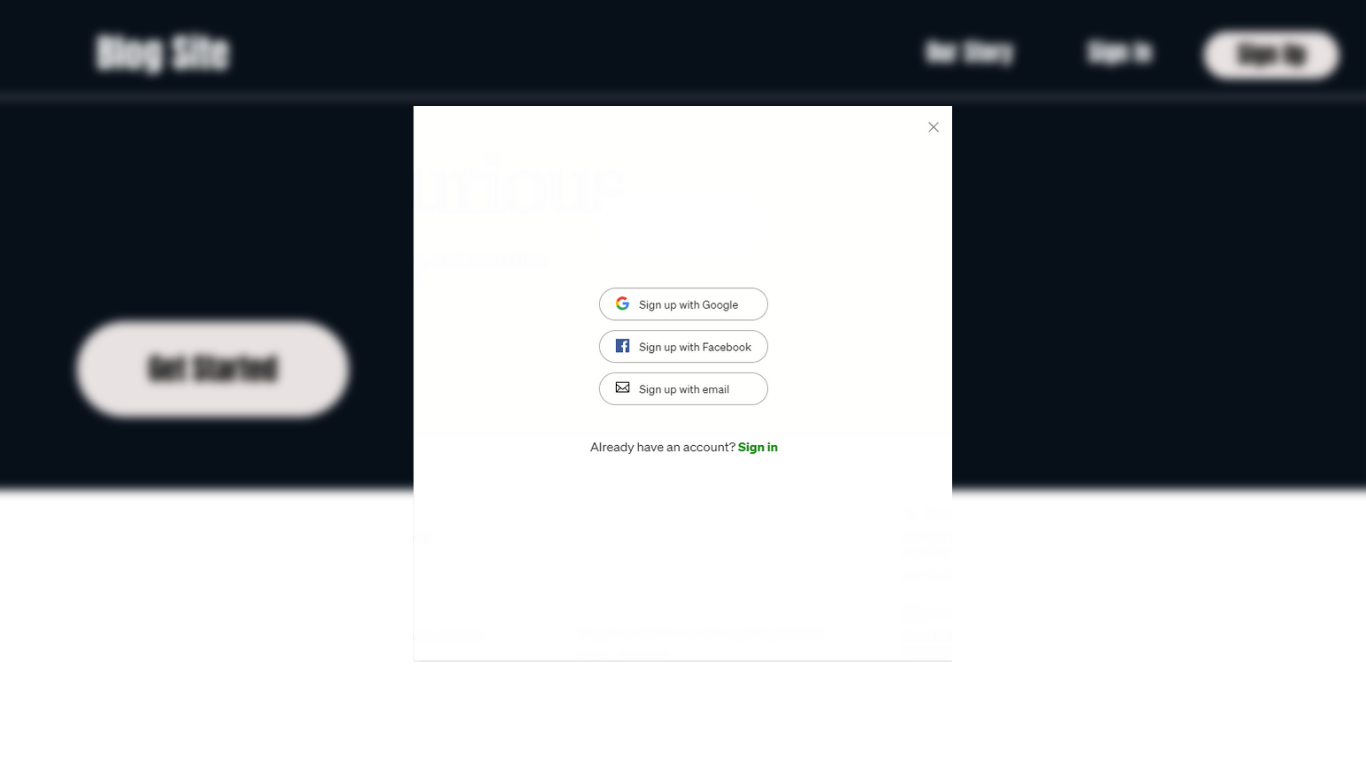 Blog Site
Our Story
Sign In
Sign Up
Get Started
Sign up with Google
Sign up with Facebook
Sign up with email
Already have an account? Sign in